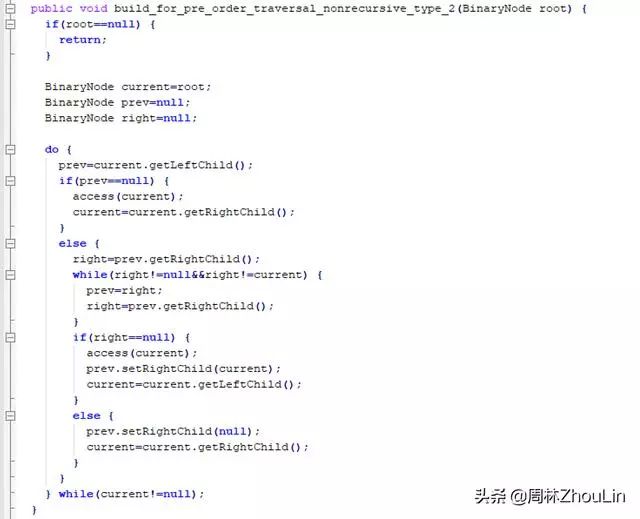 public void build_for_pre_order_traversal_nonrecursive_type_2(BinaryNode root) {
if(root==null) {
return;
}
BinaryNode current=root;
BinaryNode prev=null;
BinaryNode right=null;
do {
prev=current.getLeftChild();
if(prev==null) {
access(current);
current=current.getRightChild();
}
else {
right=prev.getRightChild();
while(right!=null&&right!=current) {
prev=right;
right=prev.getRightChild();
}
if(right==null) {
access(current);
prev.setRightChild(current);
current=current.getLeftChild();
}
else {
prev.setRightChild(null);
current=current.getRightChild();
}
}
} while(current!=null);
}
头条 @周林ZhouLin